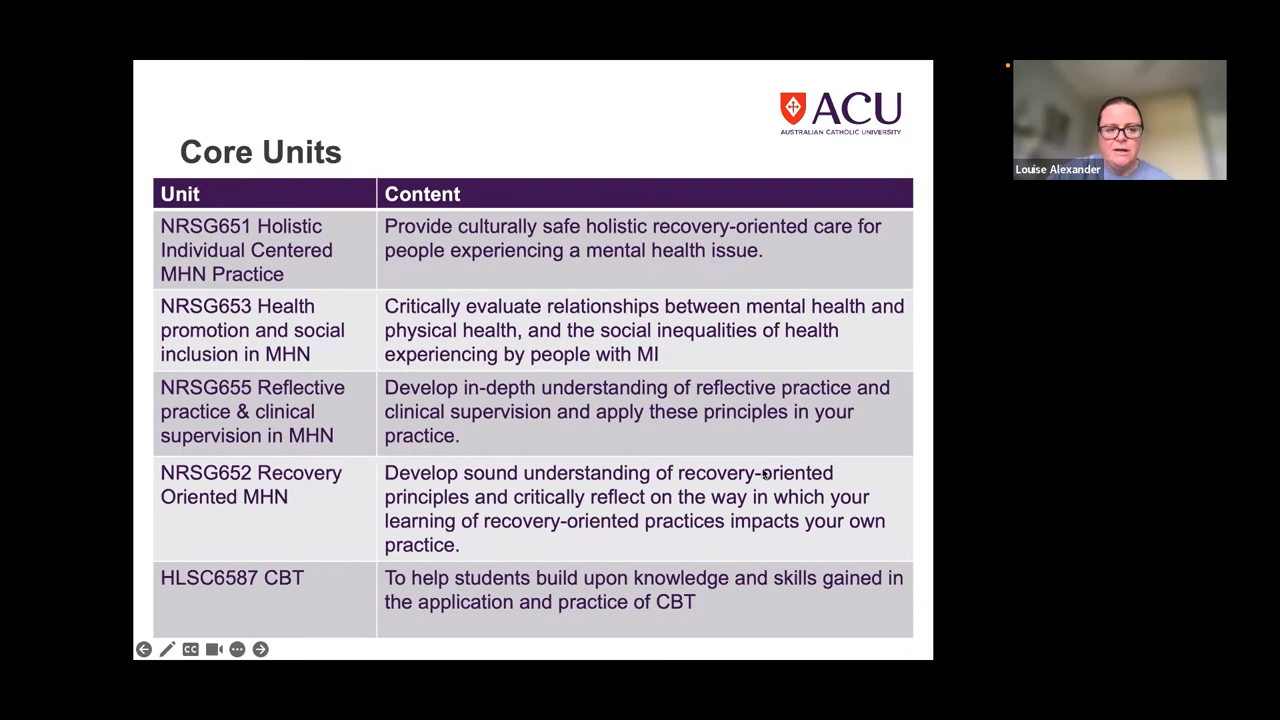 ACU
AUSTRALIAN CATHOLIC UNIVERSITY
Core Units
Unit
Content
NRSG651 Holistic
Individual Centered
MHN Practice
Provide culturally safe holistic recovery-oriented care for
people experiencing a mental health issue.
NRSG653 Health
promotion and social
inclusion in MHN
Critically evaluate relationships between mental health and
physical health, and the social inequalities of health
experiencing by people with MI
NRSG655 Reflective
practice & clinical
supervision in MHN
Develop in-depth understanding of reflective practice and
clinical supervision and apply these principles in your
practice.
NRSG652 Recovery
Oriented MHN
Develop sound understanding of recovery-oriented
principles and critically reflect on the way in which your
learning of recovery-oriented practices impacts your own
practice.
HLSC6587 CBT
To help students build upon knowledge and skills gained in
the application and practice of CBT
CC
Louise Alexander